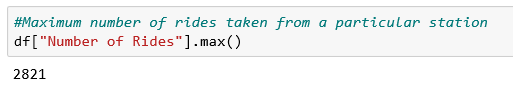 #Maximum number of rides taken from a particular station
df["Number of Rides"].max()
2821